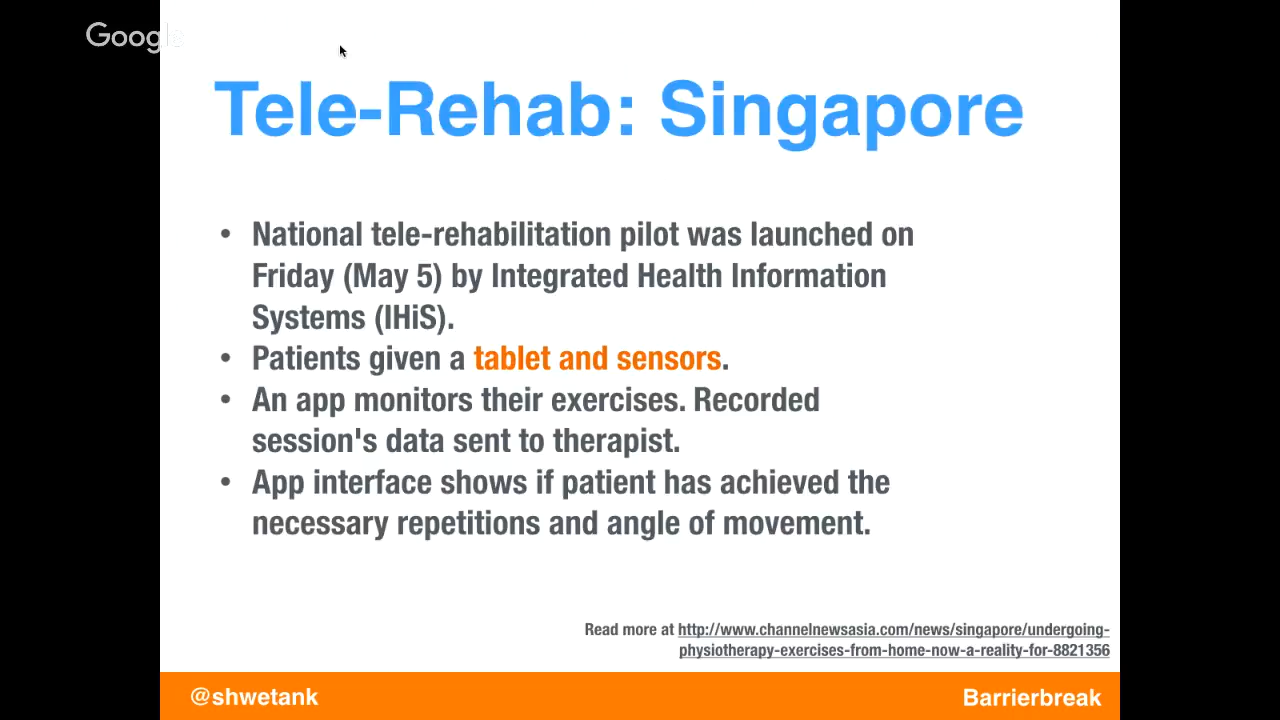 Google
Tele-Rehab: Singapore
• National tele-rehabilitation pilot was launched on
Friday (May 5) by Integrated Health Information
Systems (IHiS).
• Patients given a tablet and sensors.
• An app monitors their exercises. Recorded
session's data sent to therapist.
• App interface shows if patient has achieved the
necessary repetitions and angle of movement.
Read more at http://www.channelnewsasia.com/news/singapore/undergoing-
physiotherapy-exercises-from-home-now-a-reality-for-8821356
@shwetank
Barrierbreak